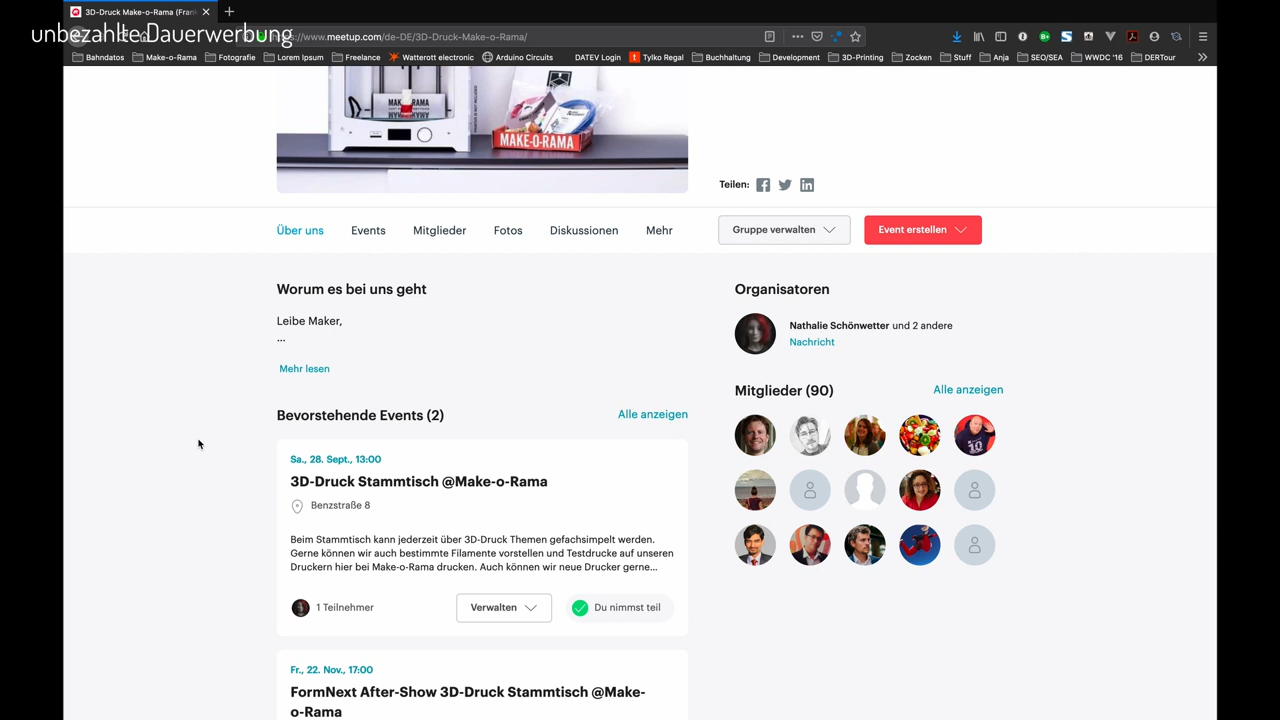 3D-Druck Make-o-Rama (Fran
unbezahlte Dauerwerbung
www.meetup.com/de-DE/3D-Druck-Make-o-Rama/
Bahndatos Make-o-Rama Fotografie Lorem Ipsum Freelance Watterott electronic Arduino Circuits DATEV Login Tylko Regal Buchhaltung Development 3D-Printing Zocken Stuff Anja SEO/SEA WWDC '16 DERTour
MAKE-O-RAMA
Teilen:
Über uns Events Mitglieder Fotos Diskussionen Mehr Gruppe verwalten Event erstellen
Worum es bei uns geht
Leibe Maker,
...
Mehr lesen
Bevorstehende Events (2) Alle anzeigen
Sa., 28. Sept., 13:00
3D-Druck Stammtisch @Make-o-Rama
Benzstraße 8
Beim Stammtisch kann jederzeit über 3D-Druck Themen gefachsimpelt werden.
Gerne können wir auch bestimmte Filamente vorstellen und Testdrucke auf unseren
Druckern hier bei Make-o-Rama drucken. Auch können wir neue Drucker gerne...
1 Teilnehmer Verwalten Du nimmst teil
Fr., 22. Nov., 17:00
FormNext After-Show 3D-Druck Stammtisch @Make-
o-Rama
Organisatoren
Nathalie Schönwetter und 2 andere
Nachricht
Mitglieder (90) Alle anzeigen
10